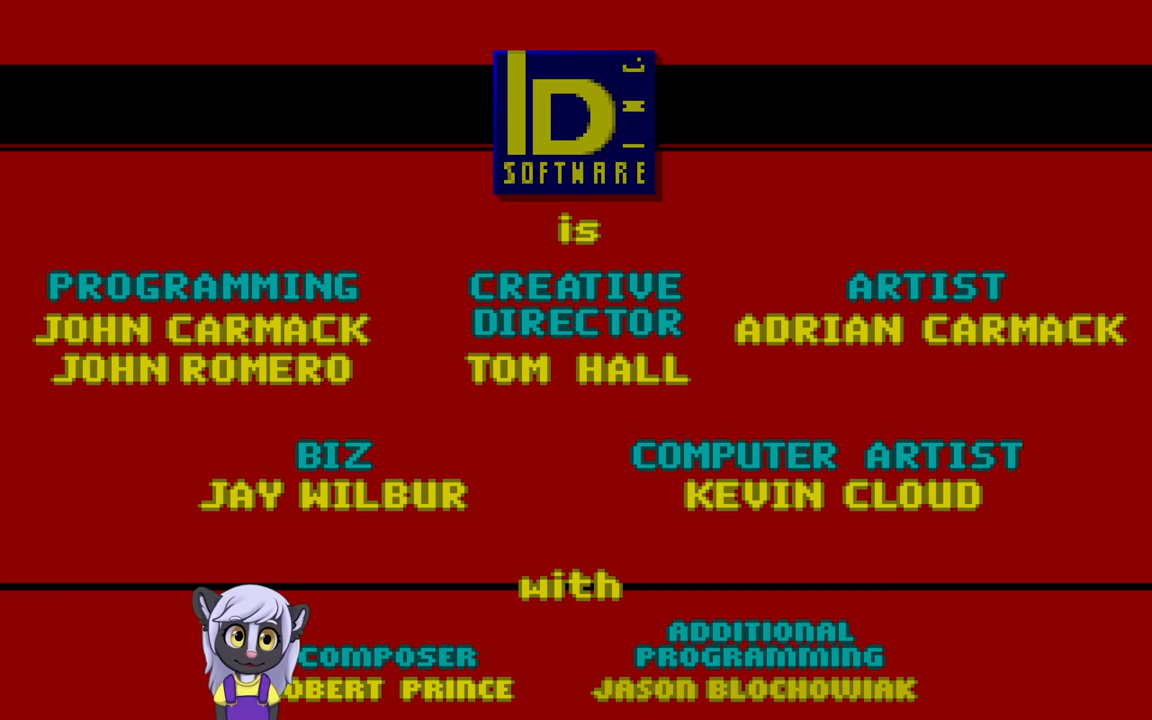 ID
INC.
SOFTWARE
is
PROGRAMMING
JOHN CARMACK
JOHN ROMERO
CREATIVE
DIRECTOR
TOM HALL
ARTIST
ADRIAN CARMACK
BIZ
JAY WILBUR
COMPUTER ARTIST
KEVIN CLOUD
with
COMPOSER
OBERT PRINCE
ADDITIONAL
PROGRAMMING
JASON BLOCHOWIAK